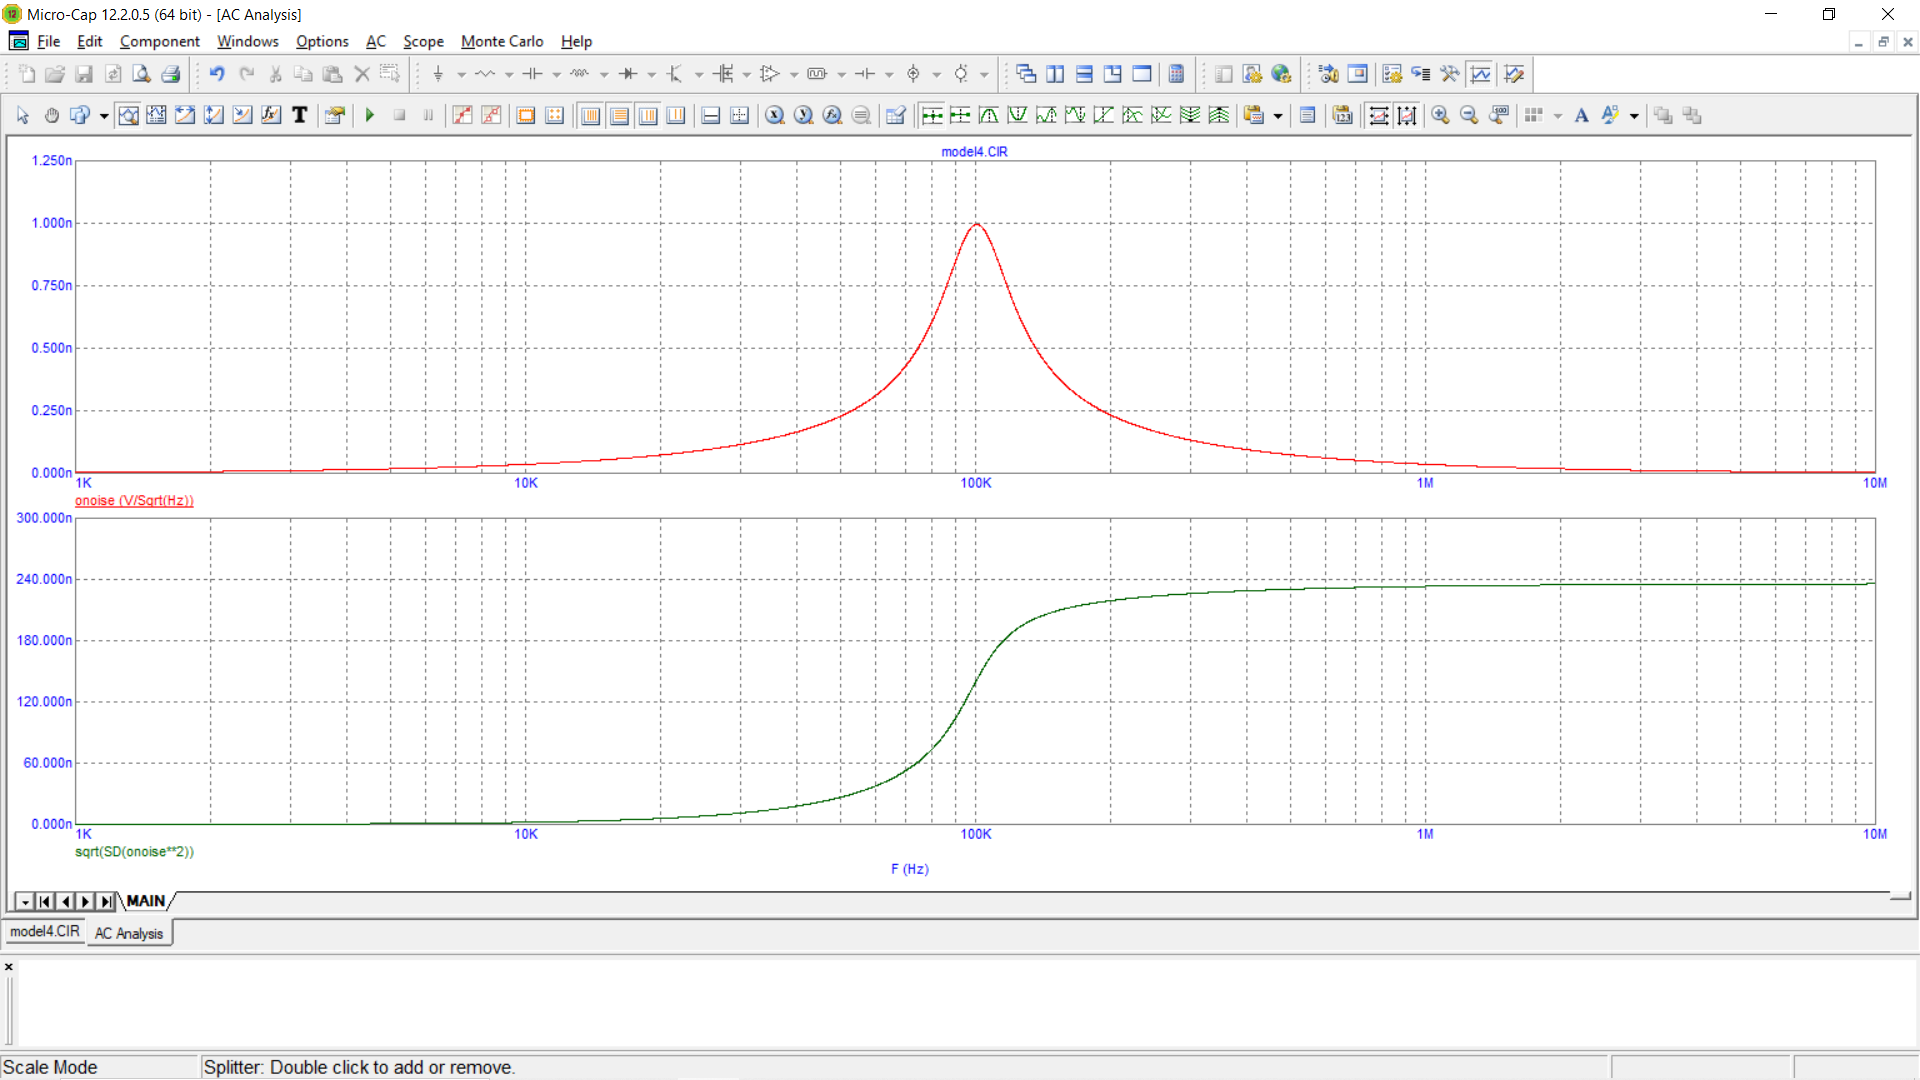 Micro-Cap 12.2.0.5 (64 bit) - [AC Analysis]
File Edit Component Windows Options AC Scope Monte Carlo Help
model4.CIR
1.250n
1.000n
0.750n
0.500n
0.250n
0.000n
1K 10K 100K 1M 10M
onoise (V/Sqrt(Hz))
300.000n
240.000n
180.000n
120.000n
60.000n
0.000n
1K 10K 100K 1M 10M
sqrt(SD(onoise**2))
F (Hz)
MAIN
model4.CIR AC Analysis
Scale Mode Splitter: Double click to add or remove.